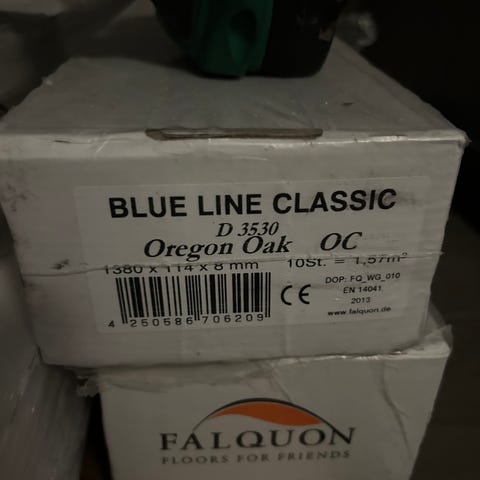 BLUE LINE CLASSIC
D 3530
Oregon Oak OC
1380 x 114 x 8 mm 10St. = 1,57m²
DOP: FQ_WG_010
CE EN 14041
2013
www.falquon.de
4 250586 706209
FALQUON
FLOORS FOR FRIENDS